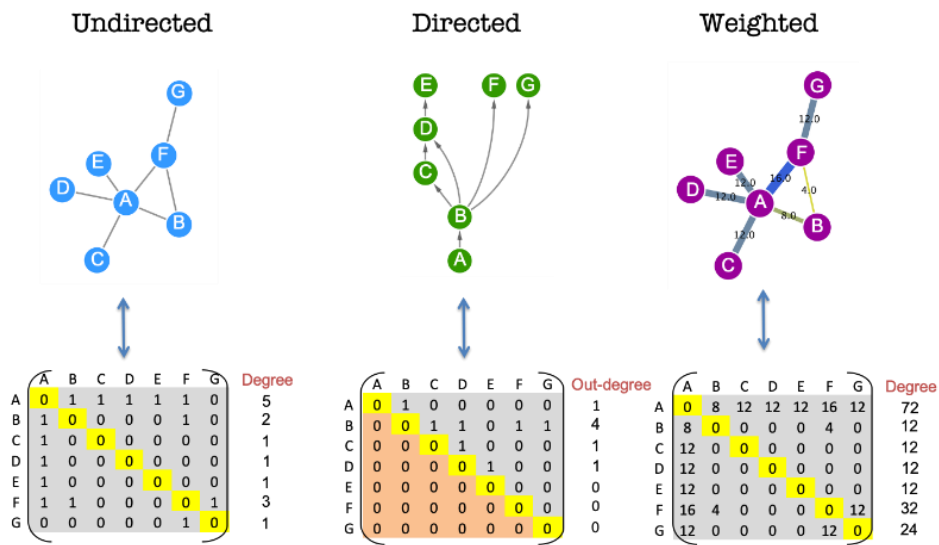 Undirected Directed Weighted
G
E F
D
A
B
C
E F G
D
C
B
A
G
12.0
E F
12.0 16.0
D 12.0 4.0
A
8.0 B
12.0
C
A B C D E F G Degree
A 0 1 1 1 1 1 0 5
B 1 0 0 0 0 1 0 2
C 1 0 0 0 0 0 0 1
D 1 0 0 0 0 0 0 1
E 1 0 0 0 0 0 0 1
F 1 1 0 0 0 0 1 3
G 0 0 0 0 0 1 0 1
A B C D E F G Out-degree
A 0 1 0 0 0 0 0 1
B 0 0 1 1 0 1 1 4
C 0 0 0 1 0 0 0 1
D 0 0 0 0 1 0 0 1
E 0 0 0 0 0 0 0 0
F 0 0 0 0 0 0 0 0
G 0 0 0 0 0 0 0 0
A B C D E F G Degree
A 0 8 12 12 12 16 12 72
B 8 0 0 0 0 4 0 12
C 12 0 0 0 0 0 0 12
D 12 0 0 0 0 0 0 12
E 12 0 0 0 0 0 0 12
F 16 4 0 0 0 0 12 32
G 12 0 0 0 0 12 0 24